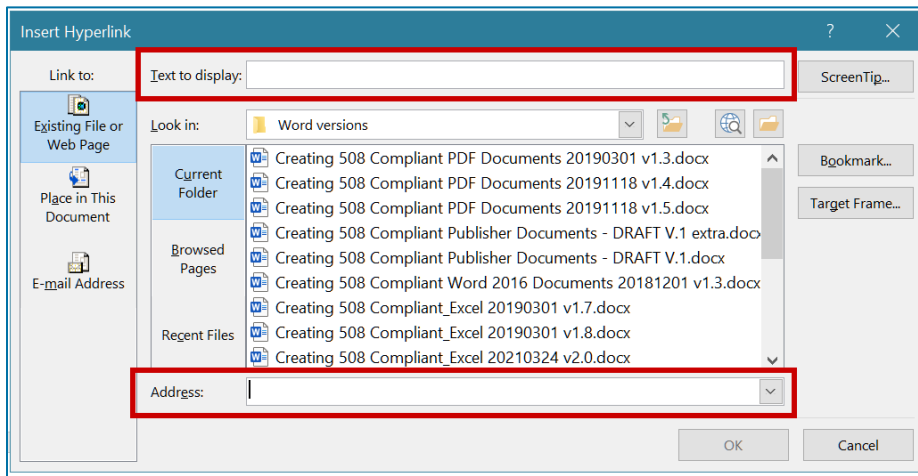 Insert Hyperlink
?
Link to:
Text to display:
ScreenTip...
Existing File or
Web Page
Look in:
Word versions
Place in This
Document
E-mail Address
Current
Folder
Browsed
Pages
Recent Files
Creating 508 Compliant PDF Documents 20190301 v1.3.docx
Creating 508 Compliant PDF Documents 20191118 v1.4.docx
Creating 508 Compliant PDF Documents 20191118 v1.5.docx
Creating 508 Compliant Publisher Documents - DRAFT V.1 extra.docx
Creating 508 Compliant Publisher Documents - DRAFT V.1.docx
Creating 508 Compliant Word 2016 Documents 20181201 v1.3.docx
Creating 508 Compliant_Excel 20190301 v1.7.docx
Creating 508 Compliant_Excel 20190301 v1.8.docx
Creating 508 Compliant_Excel 20210324 v2.0.docx
Bookmark...
Target Frame...
Address:
OK
Cancel